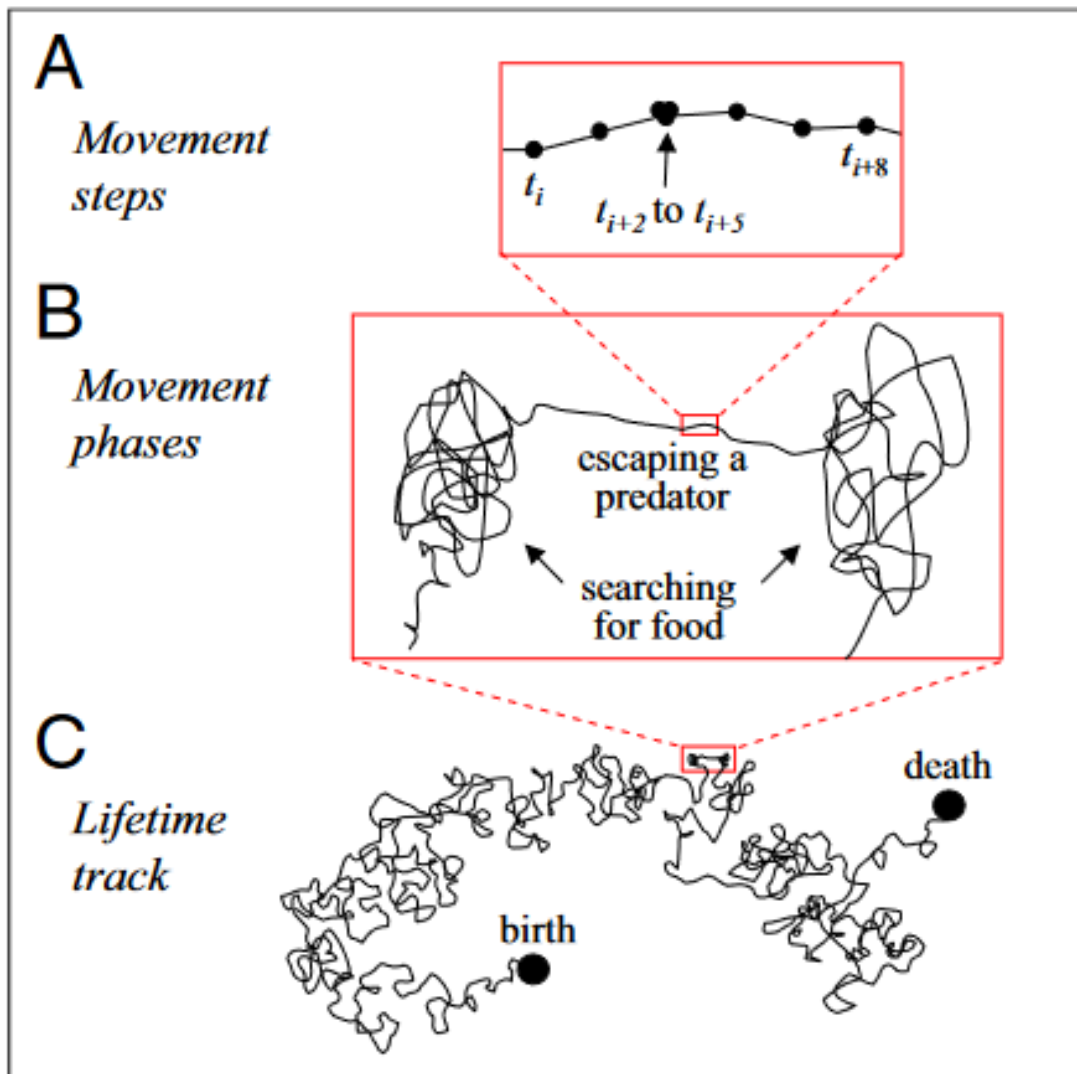 A
Movement
steps
t_i
t_{i+8}
t_{i+2} to t_{i+5}
B
Movement
phases
escaping a
predator
searching
for food
C
Lifetime
track
death
birth